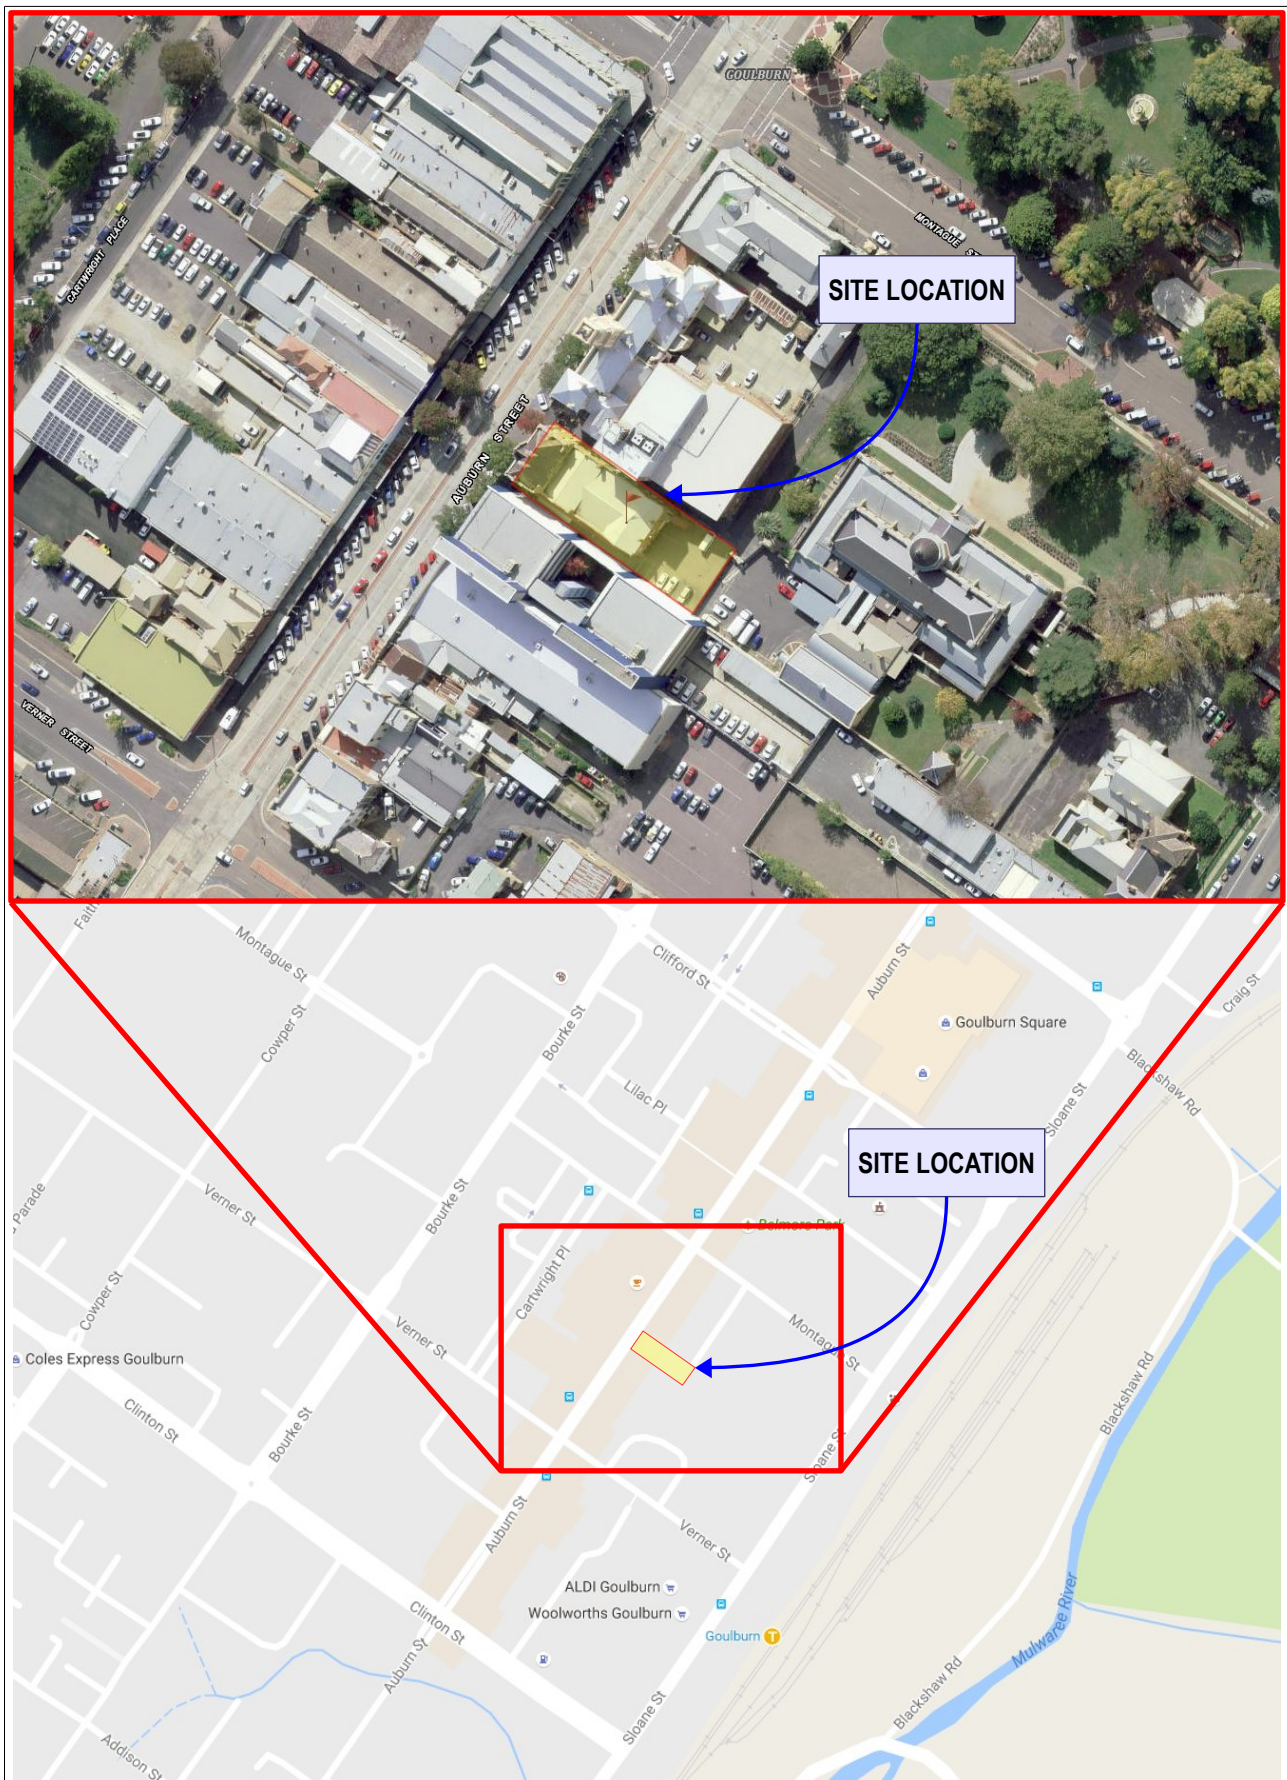 GOULBURN
CARTWRIGHT PLACE
MONTAGUE S
SITE LOCATION
AUBURN STREET
VERNER STREET
Montague St
Cowper St
Bourke St
Clifford St
Auburn St
Goulburn Square
Craig St
Blackshaw Rd
Lilac Pl
Sloane St
SITE LOCATION
Verner St
Bourke St
Parade
Belmore Park
Cartwright Pl
Cowper St
Verner St
Montague St
Coles Express Goulburn
Blackshaw Rd
Clinton St
Bourke St
Sloane St
Auburn St
Verner St
ALDI Goulburn
Woolworths Goulburn
Clinton St
Goulburn T
Mulwaree River
Auburn St
Blackshaw Rd
Sloane St
Addison St